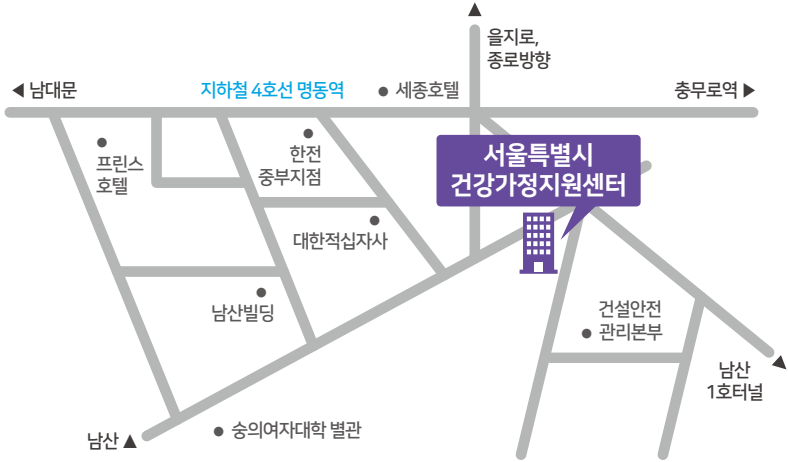 을지로,
종로방향
◀ 남대문
지하철 4호선 명동역
세종호텔
충무로역 ▶
프린스
호텔
한전
중부지점
서울특별시
건강가정지원센터
대한적십자사
남산빌딩
건설안전
관리본부
남산
1호터널
남산 ▲
숭의여자대학 별관